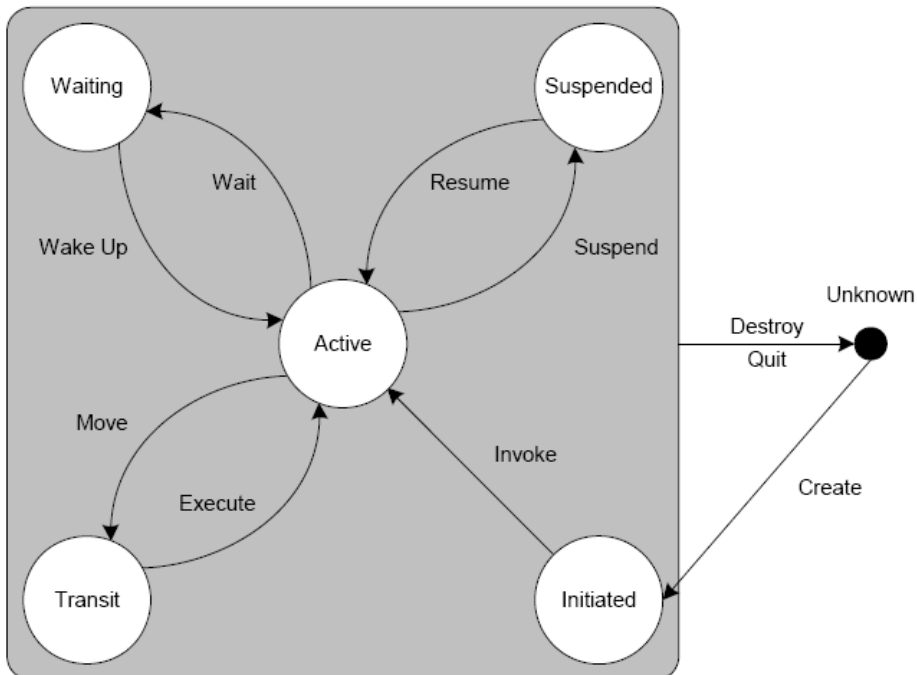 Waiting
Suspended
Wait
Resume
Wake Up
Suspend
Unknown
Destroy
Quit
Active
Move
Invoke
Execute
Create
Transit
Initiated